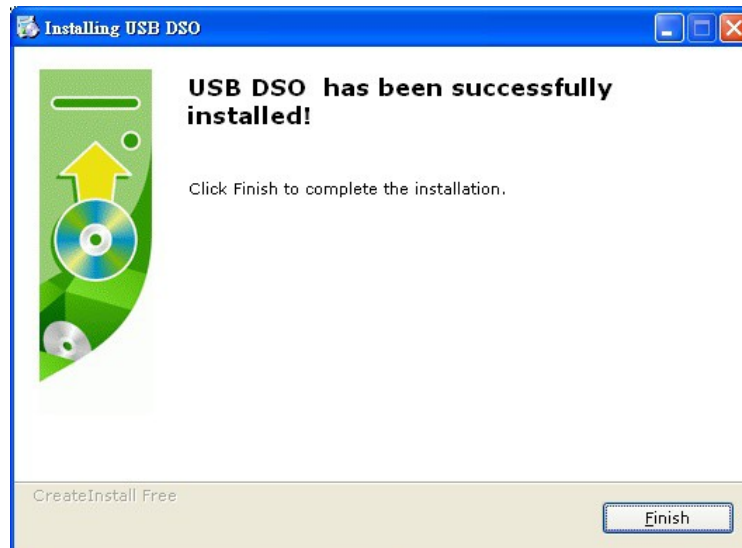 Installing USB DSO
USB DSO  has been successfully
installed!
Click Finish to complete the installation.
CreateInstall Free
Finish